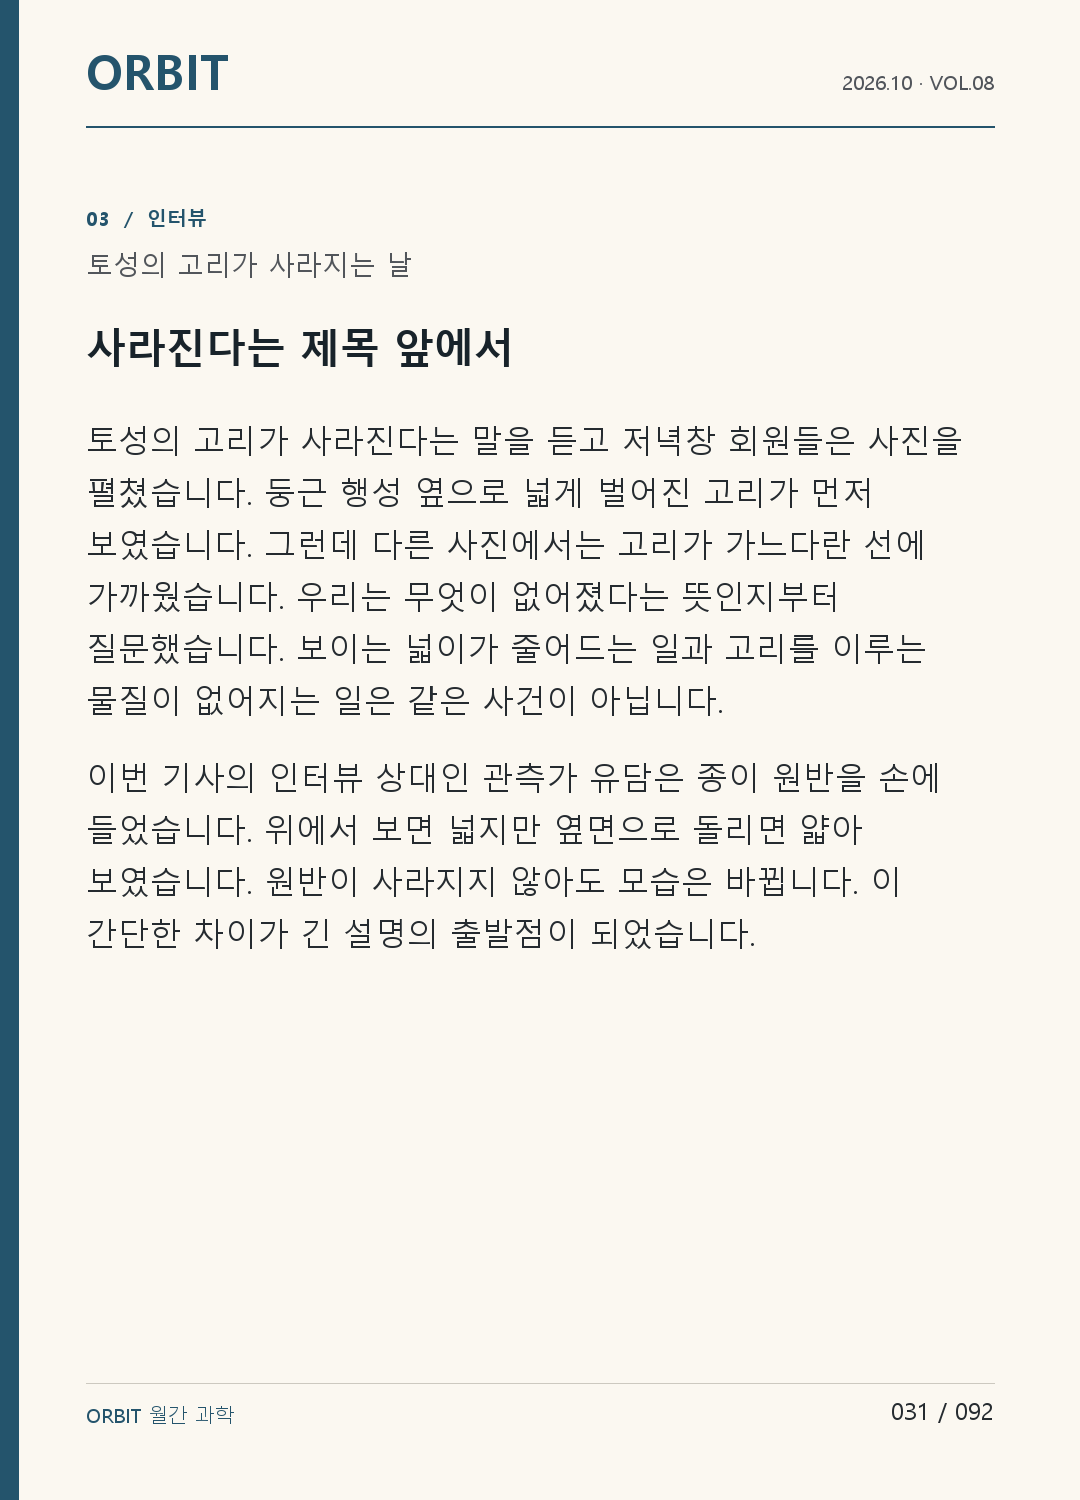 ORBIT
2026.10 · VOL.08
03 / 인터뷰
토성의 고리가 사라지는 날
사라진다는 제목 앞에서
토성의 고리가 사라진다는 말을 듣고 저녁창 회원들은 사진을
펼쳤습니다. 둥근 행성 옆으로 넓게 벌어진 고리가 먼저
보였습니다. 그런데 다른 사진에서는 고리가 가느다란 선에
가까웠습니다. 우리는 무엇이 없어졌다는 뜻인지부터
질문했습니다. 보이는 넓이가 줄어드는 일과 고리를 이루는
물질이 없어지는 일은 같은 사건이 아닙니다.
이번 기사의 인터뷰 상대인 관측가 유담은 종이 원반을 손에
들었습니다. 위에서 보면 넓지만 옆면으로 돌리면 얇아
보였습니다. 원반이 사라지지 않아도 모습은 바뀝니다. 이
간단한 차이가 긴 설명의 출발점이 되었습니다.
ORBIT 월간 과학
031 / 092